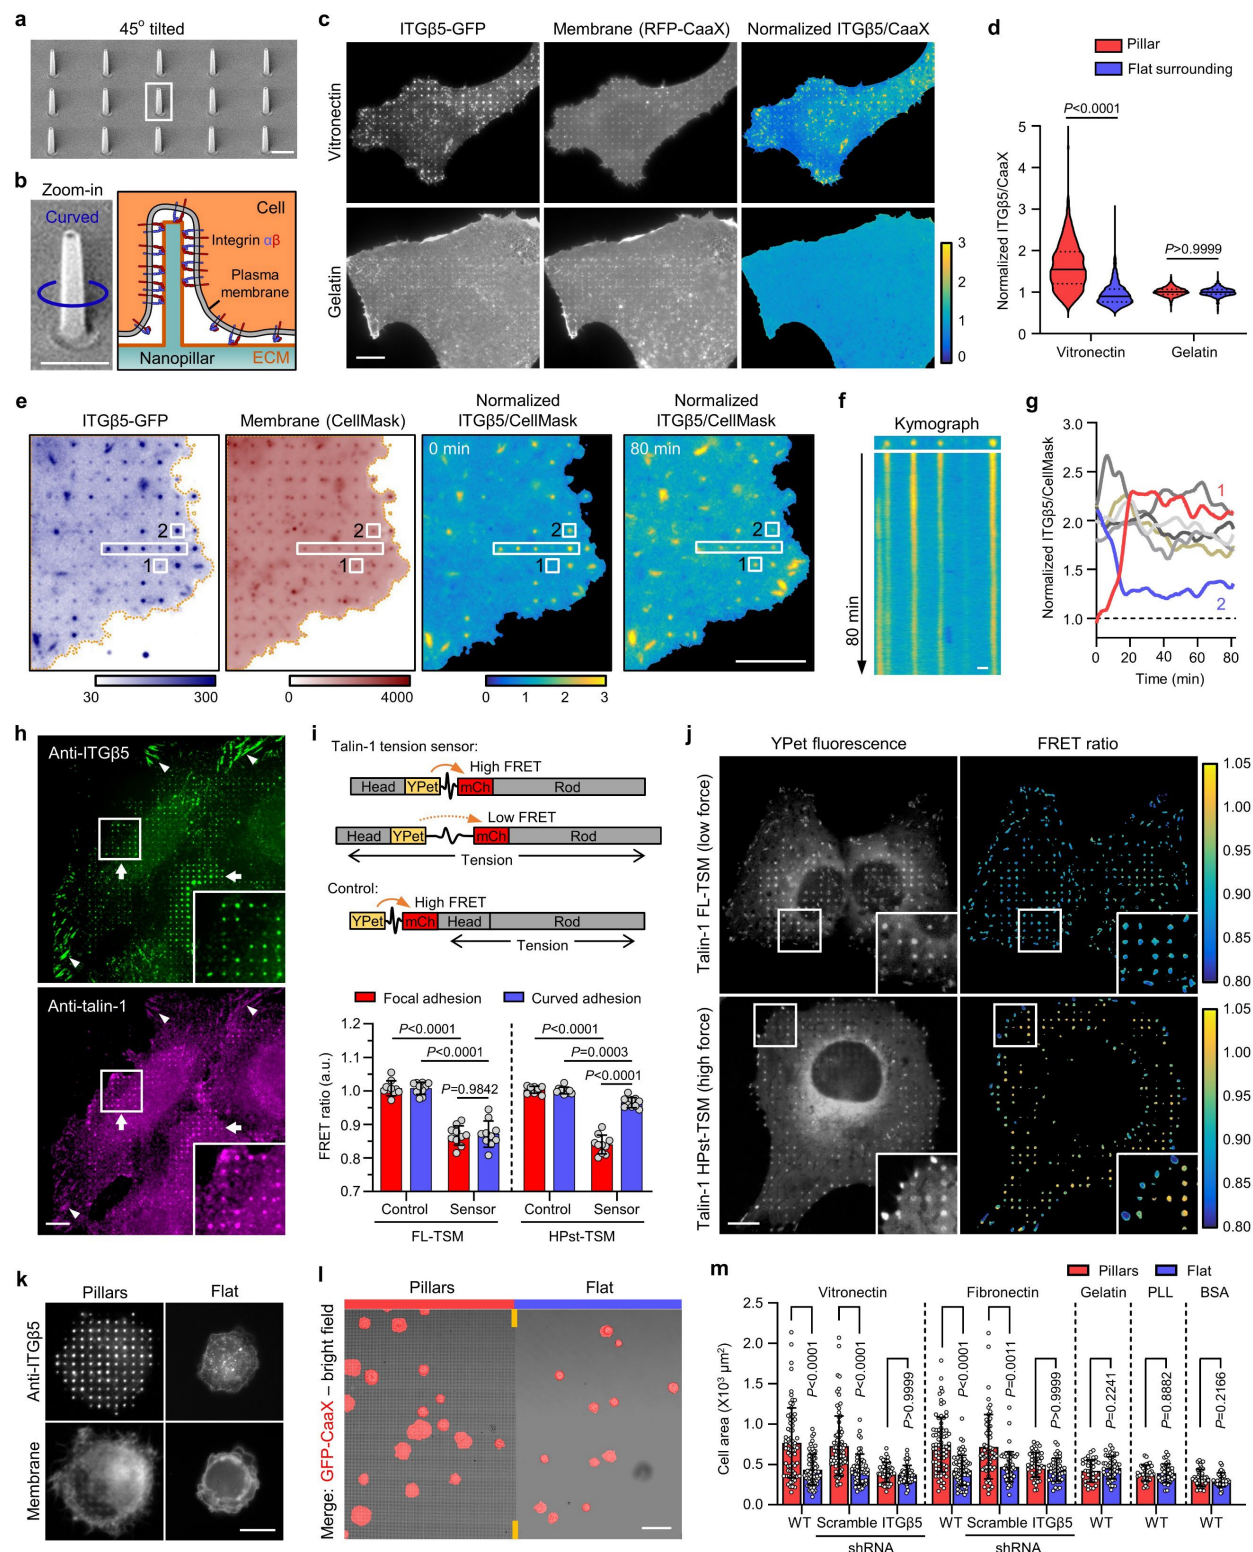 a
45° tilted
b
Zoom-in
Curved
Cell
Integrin αβ
Plasma
membrane
Nanopillar
ECM
c
ITGβ5-GFP
Membrane (RFP-CaaX)
Normalized ITGβ5/CaaX
Vitronectin
Gelatin
3
2
1
0
d
Pillar
Flat surrounding
P<0.0001
P>0.9999
Normalized ITGβ5/CaaX
5
4
3
2
1
0
Vitronectin
Gelatin
e
ITGβ5-GFP
Membrane (CellMask)
Normalized
ITGβ5/CellMask
Normalized
ITGβ5/CellMask
0 min
80 min
2
1
2
1
2
1
2
1
30
300
0
4000
0
1
2
3
f
Kymograph
80 min
g
Normalized ITGβ5/CellMask
3.0
2.5
2.0
1.5
1.0
1
2
0
20
40
60
80
Time (min)
h
Anti-ITGβ5
Anti-talin-1
i
Talin-1 tension sensor:
High FRET
Head
YPet
mCh
Rod
Low FRET
Head
YPet
mCh
Rod
Tension
Control:
High FRET
YPet
mCh
Head
Rod
Tension
Focal adhesion
Curved adhesion
FRET ratio (a.u.)
1.2
1.1
1.0
0.9
0.8
0.7
P<0.0001
P<0.0001
P=0.9842
P<0.0001
P=0.0003
P<0.0001
Control
Sensor
Control
Sensor
FL-TSM
HPst-TSM
j
YPet fluorescence
FRET ratio
Talin-1 FL-TSM (low force)
Talin-1 HPst-TSM (high force)
1.05
1.00
0.95
0.90
0.85
0.80
1.05
1.00
0.95
0.90
0.85
0.80
k
Pillars
Flat
Anti-ITGβ5
Membrane
l
Pillars
Flat
Merge: GFP-CaaX – bright field
m
Pillars
Flat
Vitronectin
Fibronectin
Gelatin
PLL
BSA
Cell area (X10³ μm²)
2.5
2.0
1.5
1.0
0.5
0.0
P<0.0001
P<0.0001
P>0.9999
P<0.0001
P=0.0011
P>0.9999
P=0.2241
P=0.8882
P=0.2166
WT
Scramble
ITGβ5
WT
Scramble
ITGβ5
WT
WT
WT
shRNA
shRNA